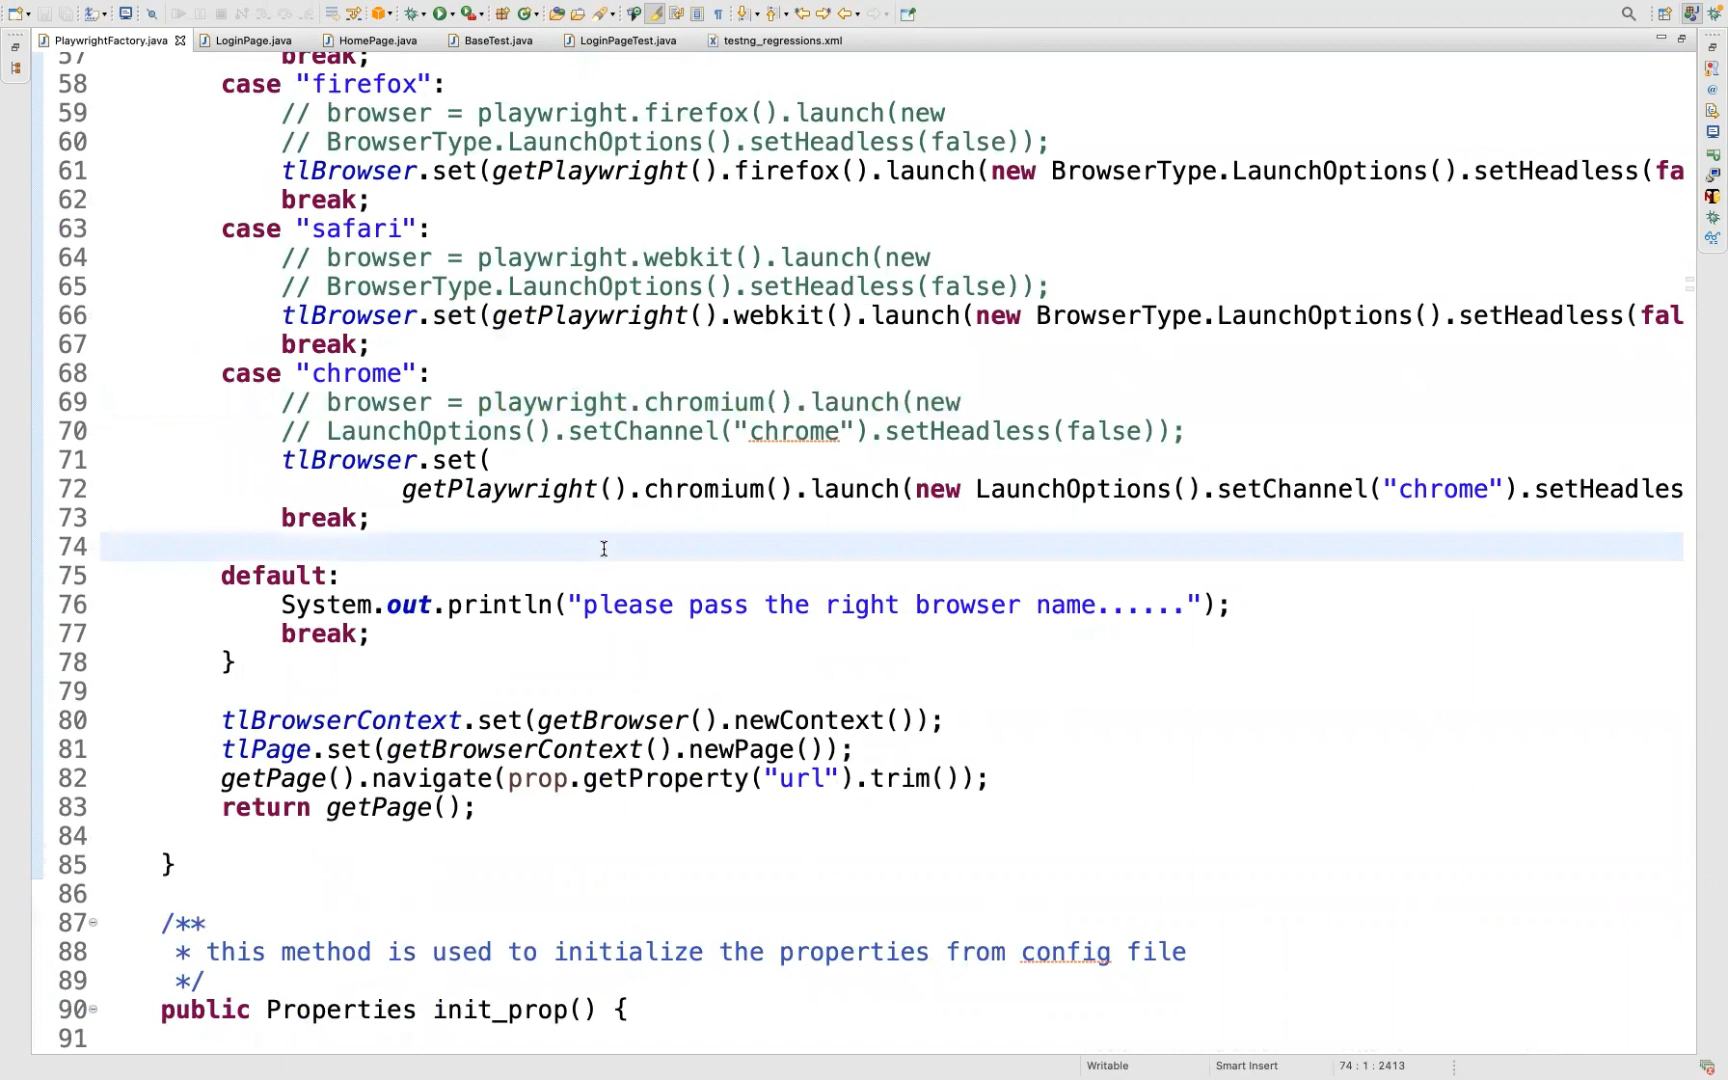 PlaywrightFactory.java LoginPage.java HomePage.java BaseTest.java LoginPageTest.java testng_regressions.xml
57 break;
58 case "firefox":
59 // browser = playwright.firefox().launch(new
60 // BrowserType.LaunchOptions().setHeadless(false));
61 tlBrowser.set(getPlaywright().firefox().launch(new BrowserType.LaunchOptions().setHeadless(fa
62 break;
63 case "safari":
64 // browser = playwright.webkit().launch(new
65 // BrowserType.LaunchOptions().setHeadless(false));
66 tlBrowser.set(getPlaywright().webkit().launch(new BrowserType.LaunchOptions().setHeadless(fal
67 break;
68 case "chrome":
69 // browser = playwright.chromium().launch(new
70 // LaunchOptions().setChannel("chrome").setHeadless(false));
71 tlBrowser.set(
72 getPlaywright().chromium().launch(new LaunchOptions().setChannel("chrome").setHeadles
73 break;
74
75 default:
76 System.out.println("please pass the right browser name......");
77 break;
78 }
79
80 tlBrowserContext.set(getBrowser().newContext());
81 tlPage.set(getBrowserContext().newPage());
82 getPage().navigate(prop.getProperty("url").trim());
83 return getPage();
84
85 }
86
87 /**
88 * this method is used to initialize the properties from config file
89 */
90 public Properties init_prop() {
91
Writable Smart Insert 74 : 1 : 2413